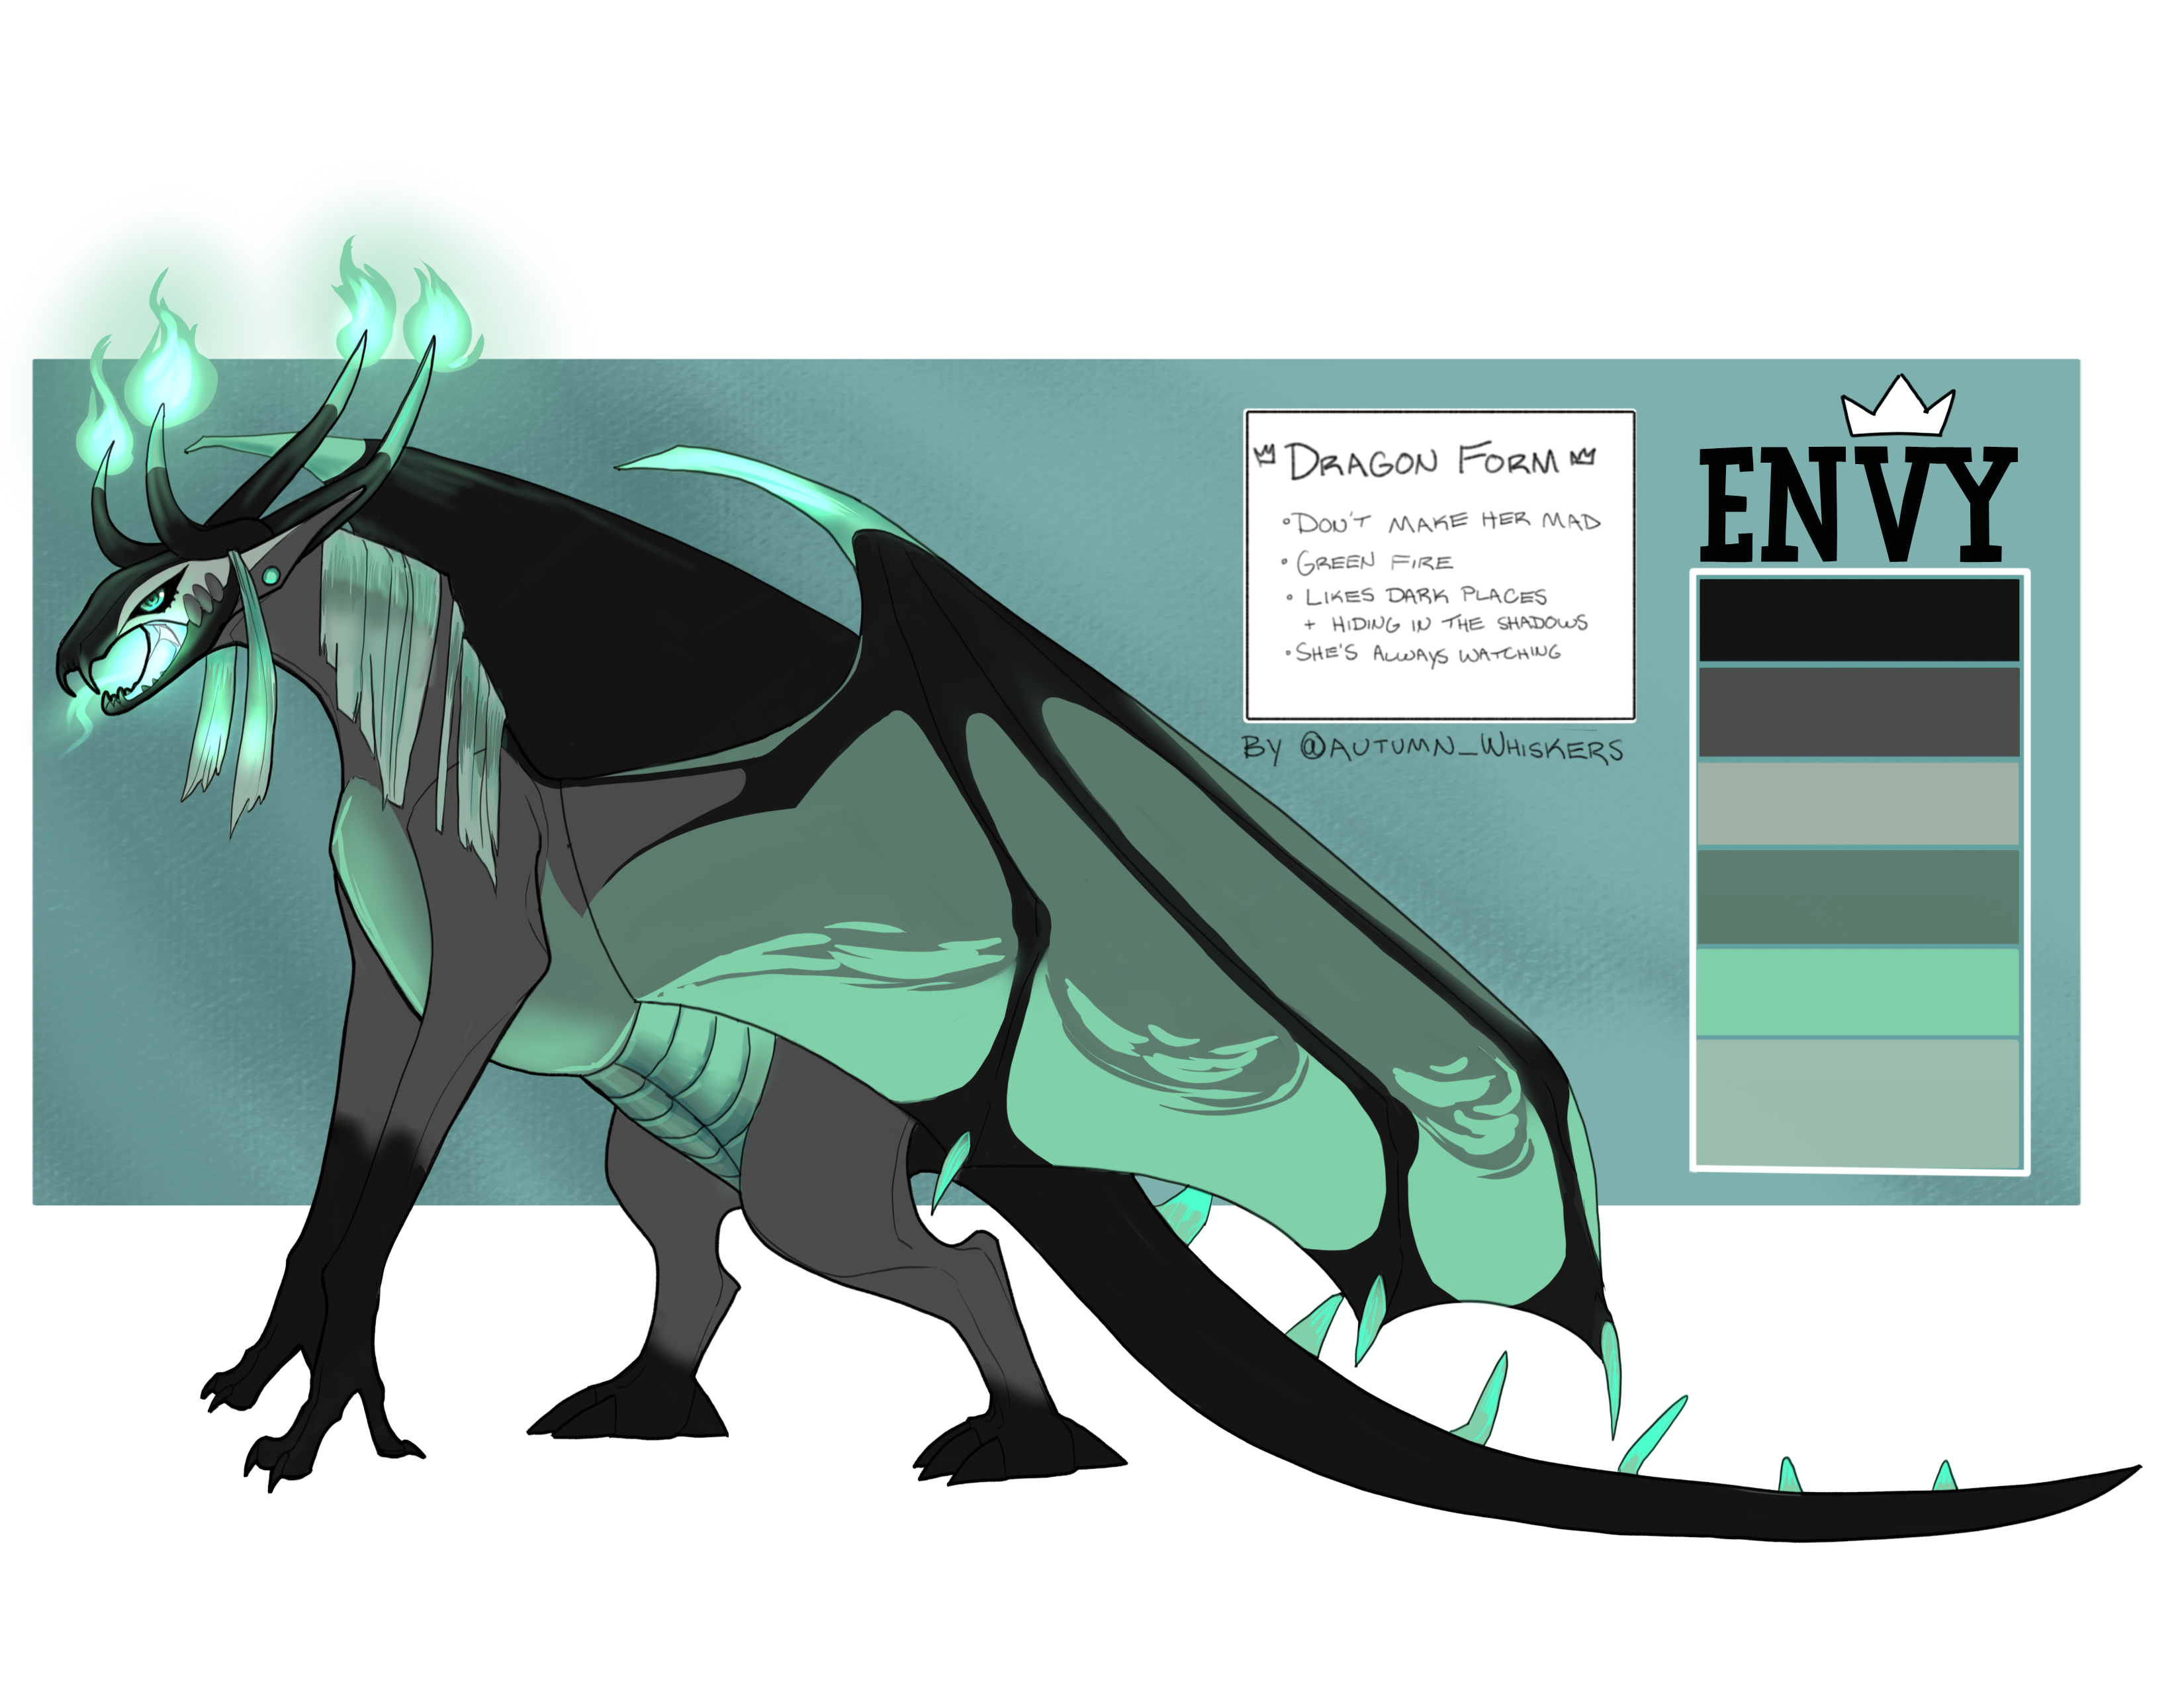 DRAGON FORM
• DON'T MAKE HER MAD
• GREEN FIRE
• LIKES DARK PLACES
+ HIDING IN THE SHADOWS
• SHE'S ALWAYS WATCHING
BY @AUTUMN_WHISKERS
ENVY